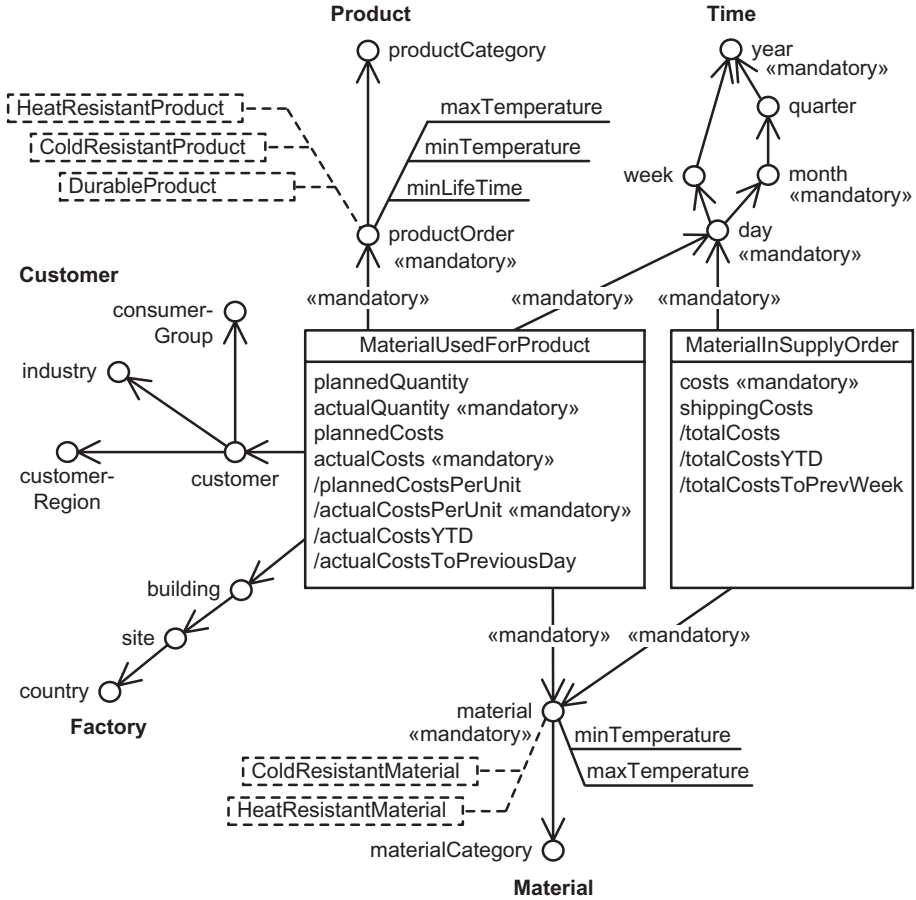 Product
Time
productCategory
year
«mandatory»
HeatResistantProduct
ColdResistantProduct
DurableProduct
maxTemperature
minTemperature
minLifeTime
quarter
week
month
«mandatory»
productOrder
«mandatory»
day
«mandatory»
Customer
«mandatory»
«mandatory»
«mandatory»
consumer-
Group
industry
customer-
Region
customer
MaterialUsedForProduct
plannedQuantity
actualQuantity «mandatory»
plannedCosts
actualCosts «mandatory»
/plannedCostsPerUnit
/actualCostsPerUnit «mandatory»
/actualCostsYTD
/actualCostsToPreviousDay
MaterialInSupplyOrder
costs «mandatory»
shippingCosts
/totalCosts
/totalCostsYTD
/totalCostsToPrevWeek
building
site
country
Factory
«mandatory»
«mandatory»
material
«mandatory»
minTemperature
maxTemperature
ColdResistantMaterial
HeatResistantMaterial
materialCategory
Material